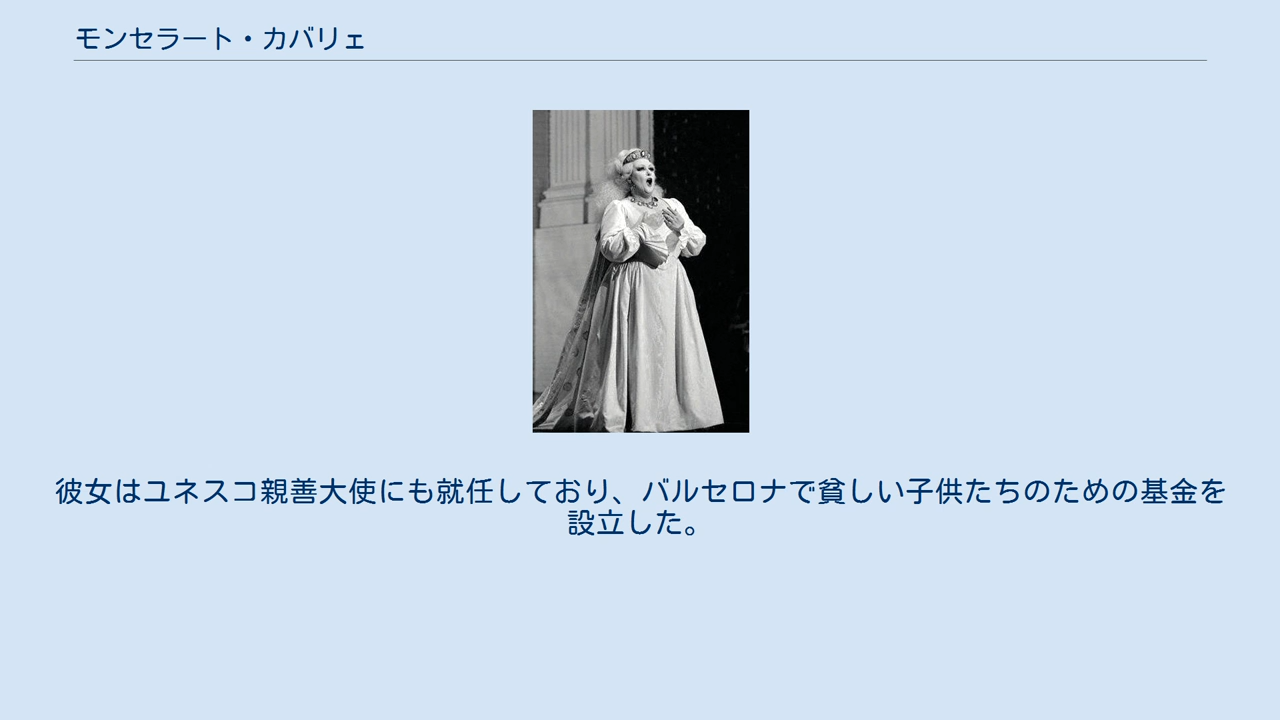 モンセラート・カバリェ
彼女はユネスコ親善大使にも就任しており、バルセロナで貧しい子供たちのための基金を
設立した。